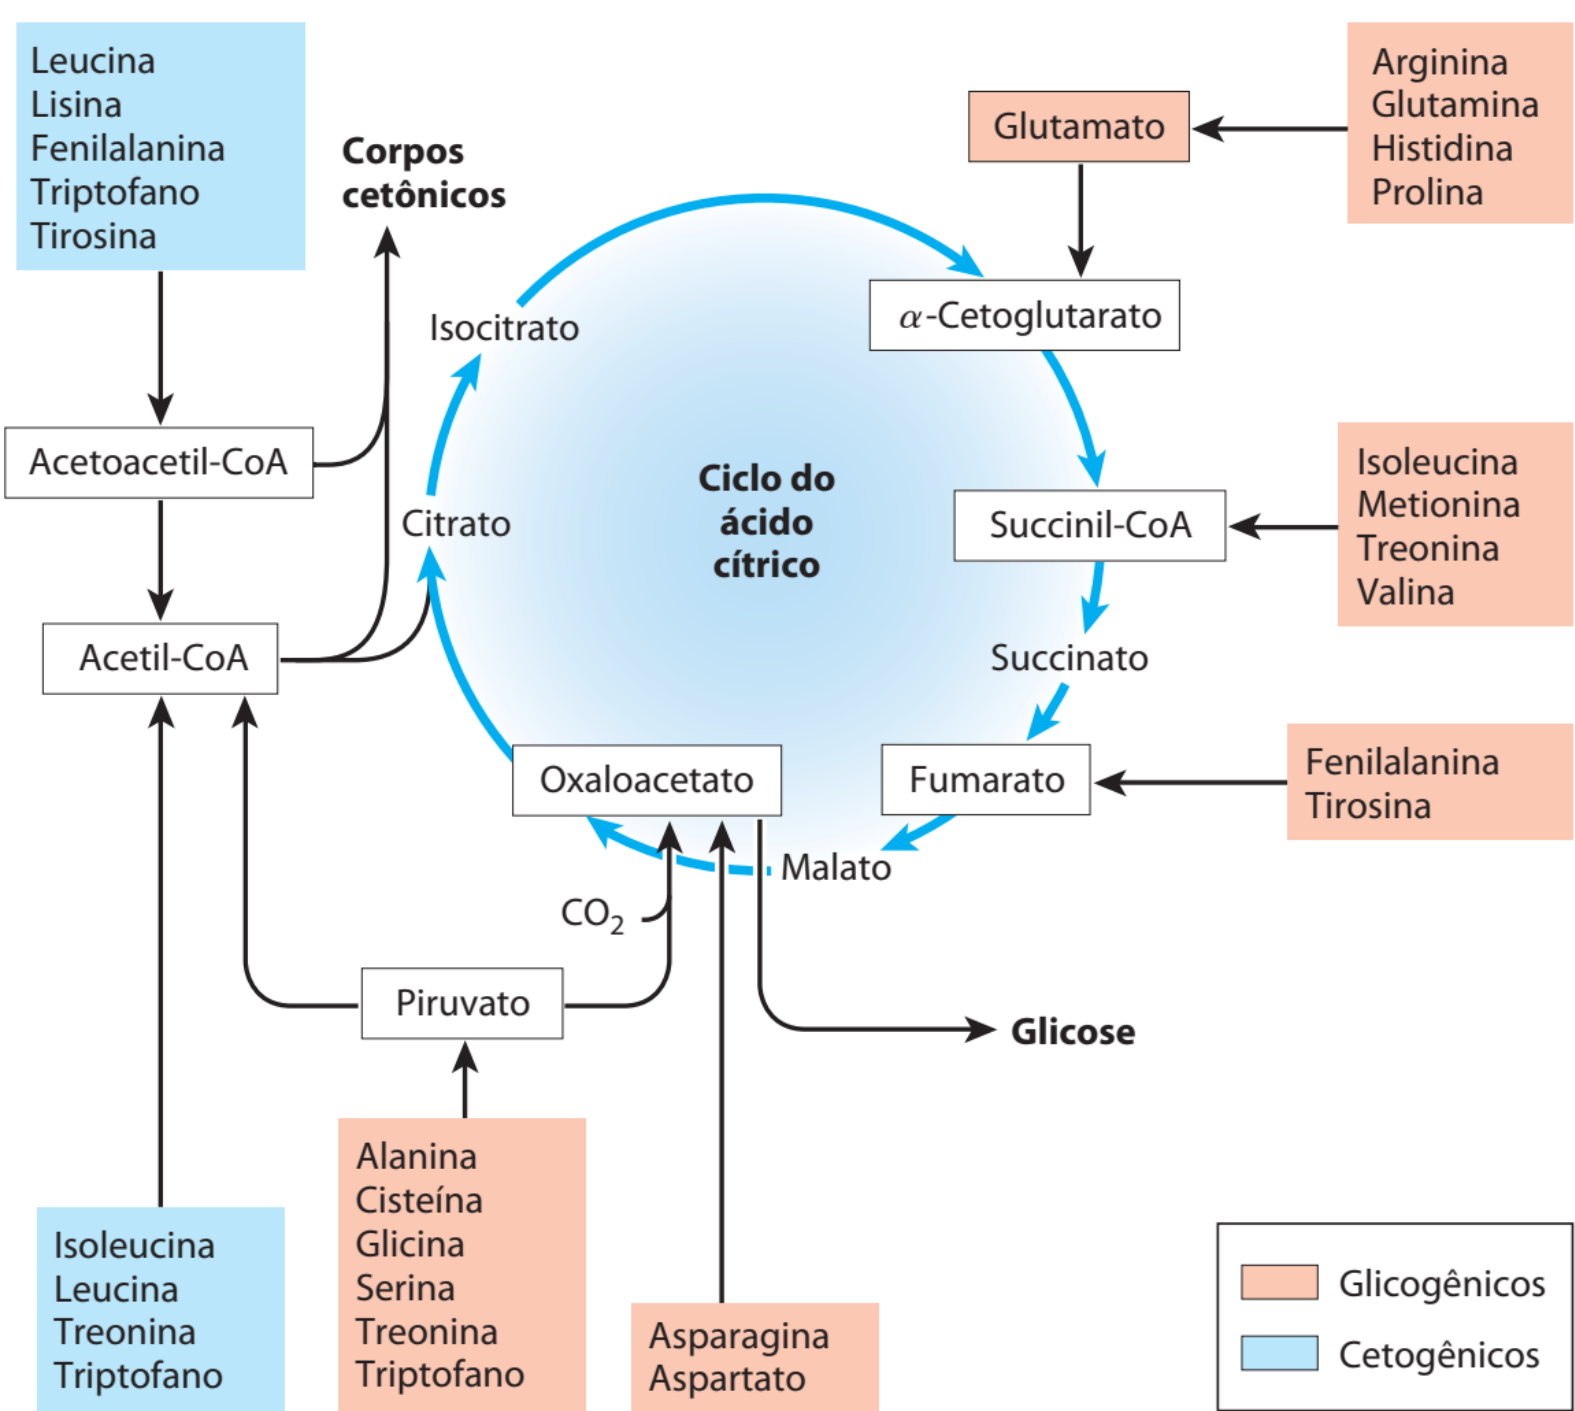 Leucina
Lisina
Fenilalanina
Triptofano
Tirosina
Corpos
cetônicos
Glutamato
Arginina
Glutamina
Histidina
Prolina
Isocitrato
α-Cetoglutarato
Acetoacetil-CoA
Citrato
Ciclo do
ácido
cítrico
Succinil-CoA
Isoleucina
Metionina
Treonina
Valina
Acetil-CoA
Succinato
Oxaloacetato
Fumarato
Fenilalanina
Tirosina
Malato
CO₂
Piruvato
Glicose
Isoleucina
Leucina
Treonina
Triptofano
Alanina
Cisteína
Glicina
Serina
Treonina
Triptofano
Asparagina
Aspartato
Glicogênicos
Cetogênicos